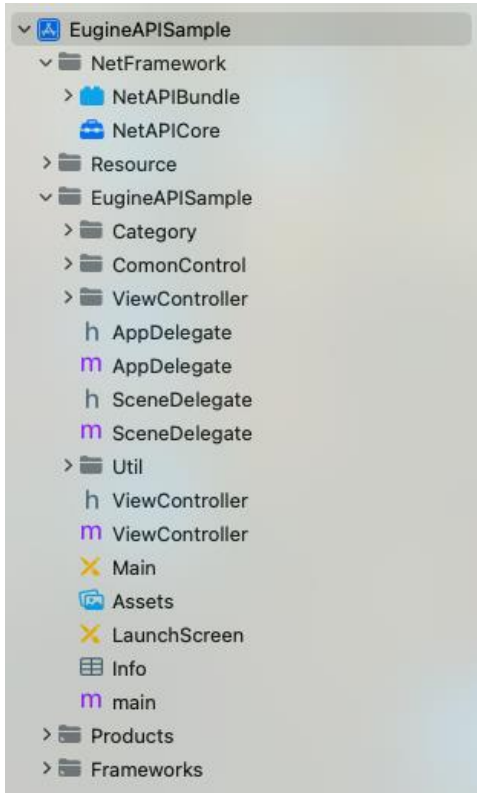 EugineAPISample
NetFramework
NetAPIBundle
NetAPICore
Resource
EugineAPISample
Category
ComonControl
ViewController
h AppDelegate
m AppDelegate
h SceneDelegate
m SceneDelegate
Util
h ViewController
m ViewController
Main
Assets
LaunchScreen
Info
m main
Products
Frameworks